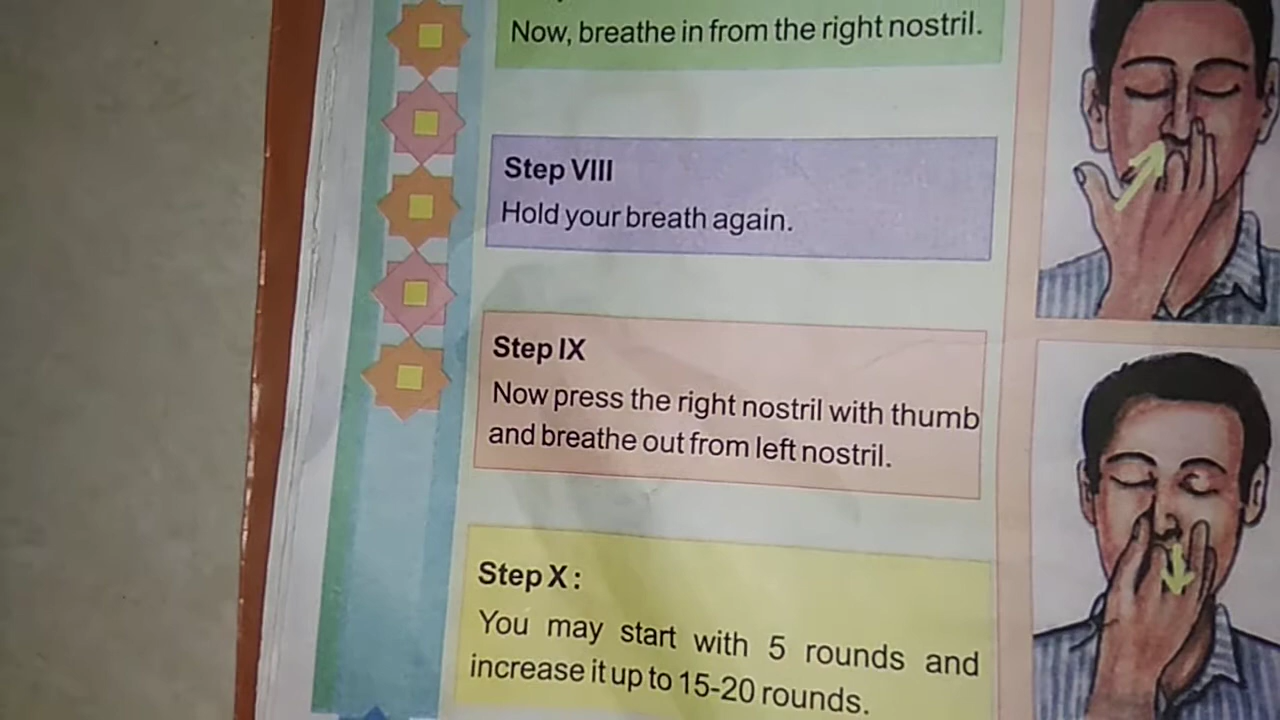 Now, breathe in from the right nostril.
Step VIII
Hold your breath again.
Step IX
Now press the right nostril with thumb
and breathe out from left nostril.
Step X :
You may start with 5 rounds and
increase it up to 15-20 rounds.